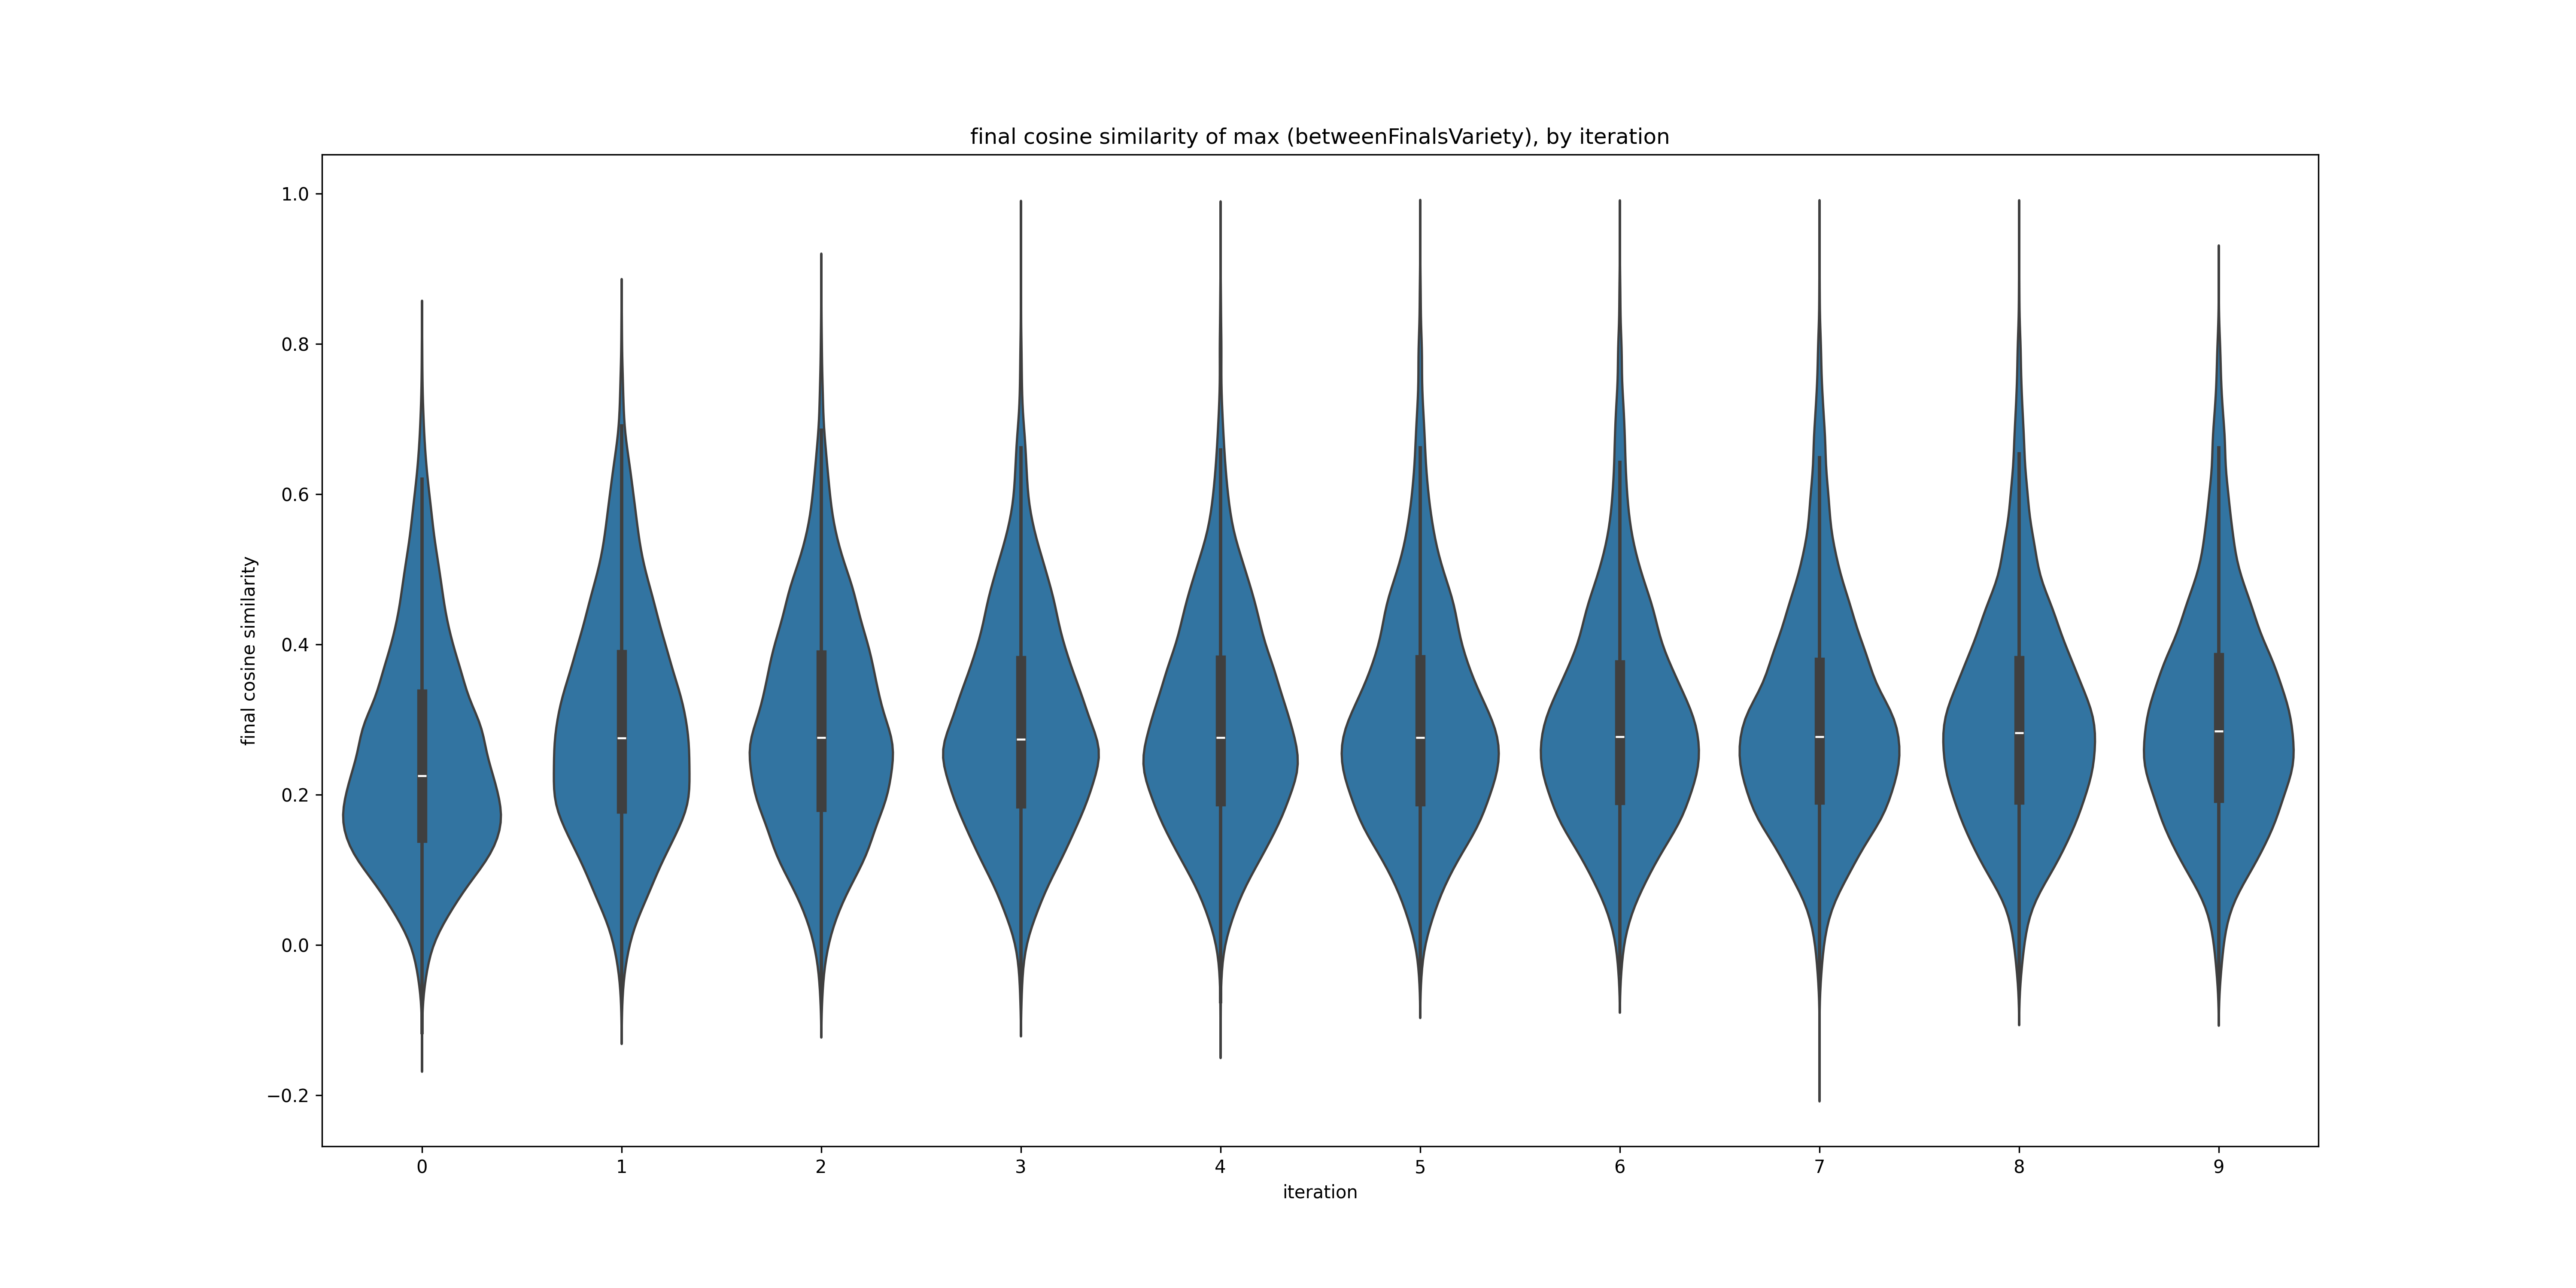 final cosine similarity of max (betweenFinalsVariety), by iteration
1.0
0.8
0.6
0.4
0.2
0.0
−0.2
final cosine similarity
0 1 2 3 4 5 6 7 8 9
iteration